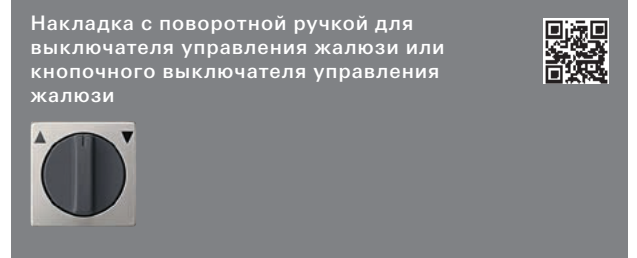 Накладка с поворотной ручкой для
выключателя управления жалюзи или
кнопочного выключателя управления
жалюзи